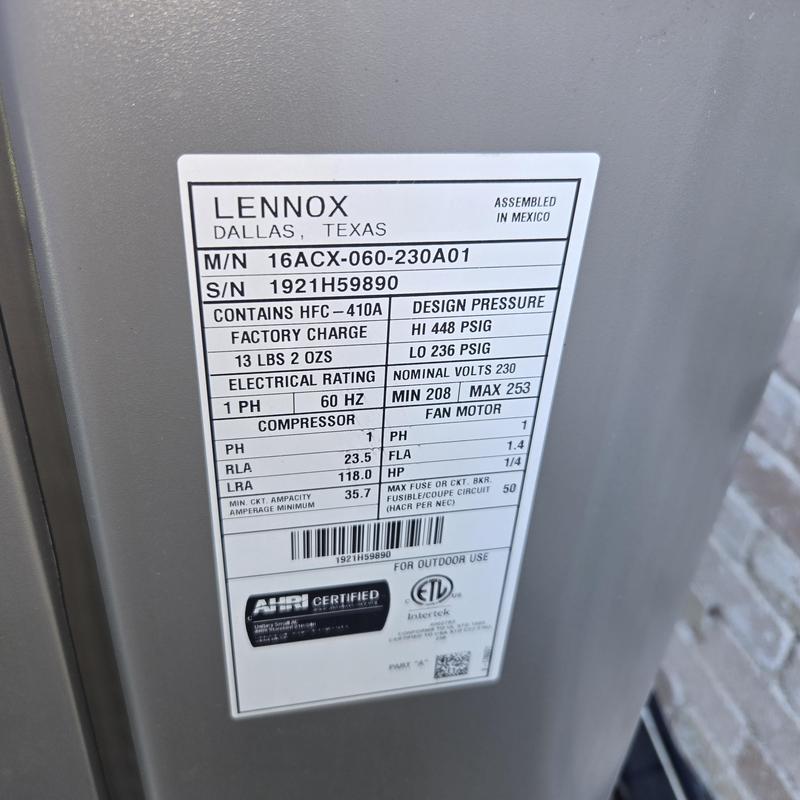 LENNOX
DALLAS, TEXAS
ASSEMBLED
IN MEXICO
M/N 16ACX-060-230A01
S/N 1921H59890
CONTAINS HFC-410A
FACTORY CHARGE
13 LBS 2 OZS
DESIGN PRESSURE
HI 448 PSIG
LO 236 PSIG
ELECTRICAL RATING
1 PH 60 HZ
NOMINAL VOLTS 230
MIN 208 MAX 253
COMPRESSOR
PH 1
RLA 23.5
LRA 118.0
MIN. CKT. AMPACITY 35.7
AMPERAGE MINIMUM
FAN MOTOR
PH 1
FLA 1.4
HP 1/4
MAX FUSE OR CKT. BKR.
FUSIBLE/COUPE CIRCUIT 50
(HACR PER NEC)
1921H59890
FOR OUTDOOR USE
AHRI CERTIFIED
C ETL US
Intertek
PART "A"